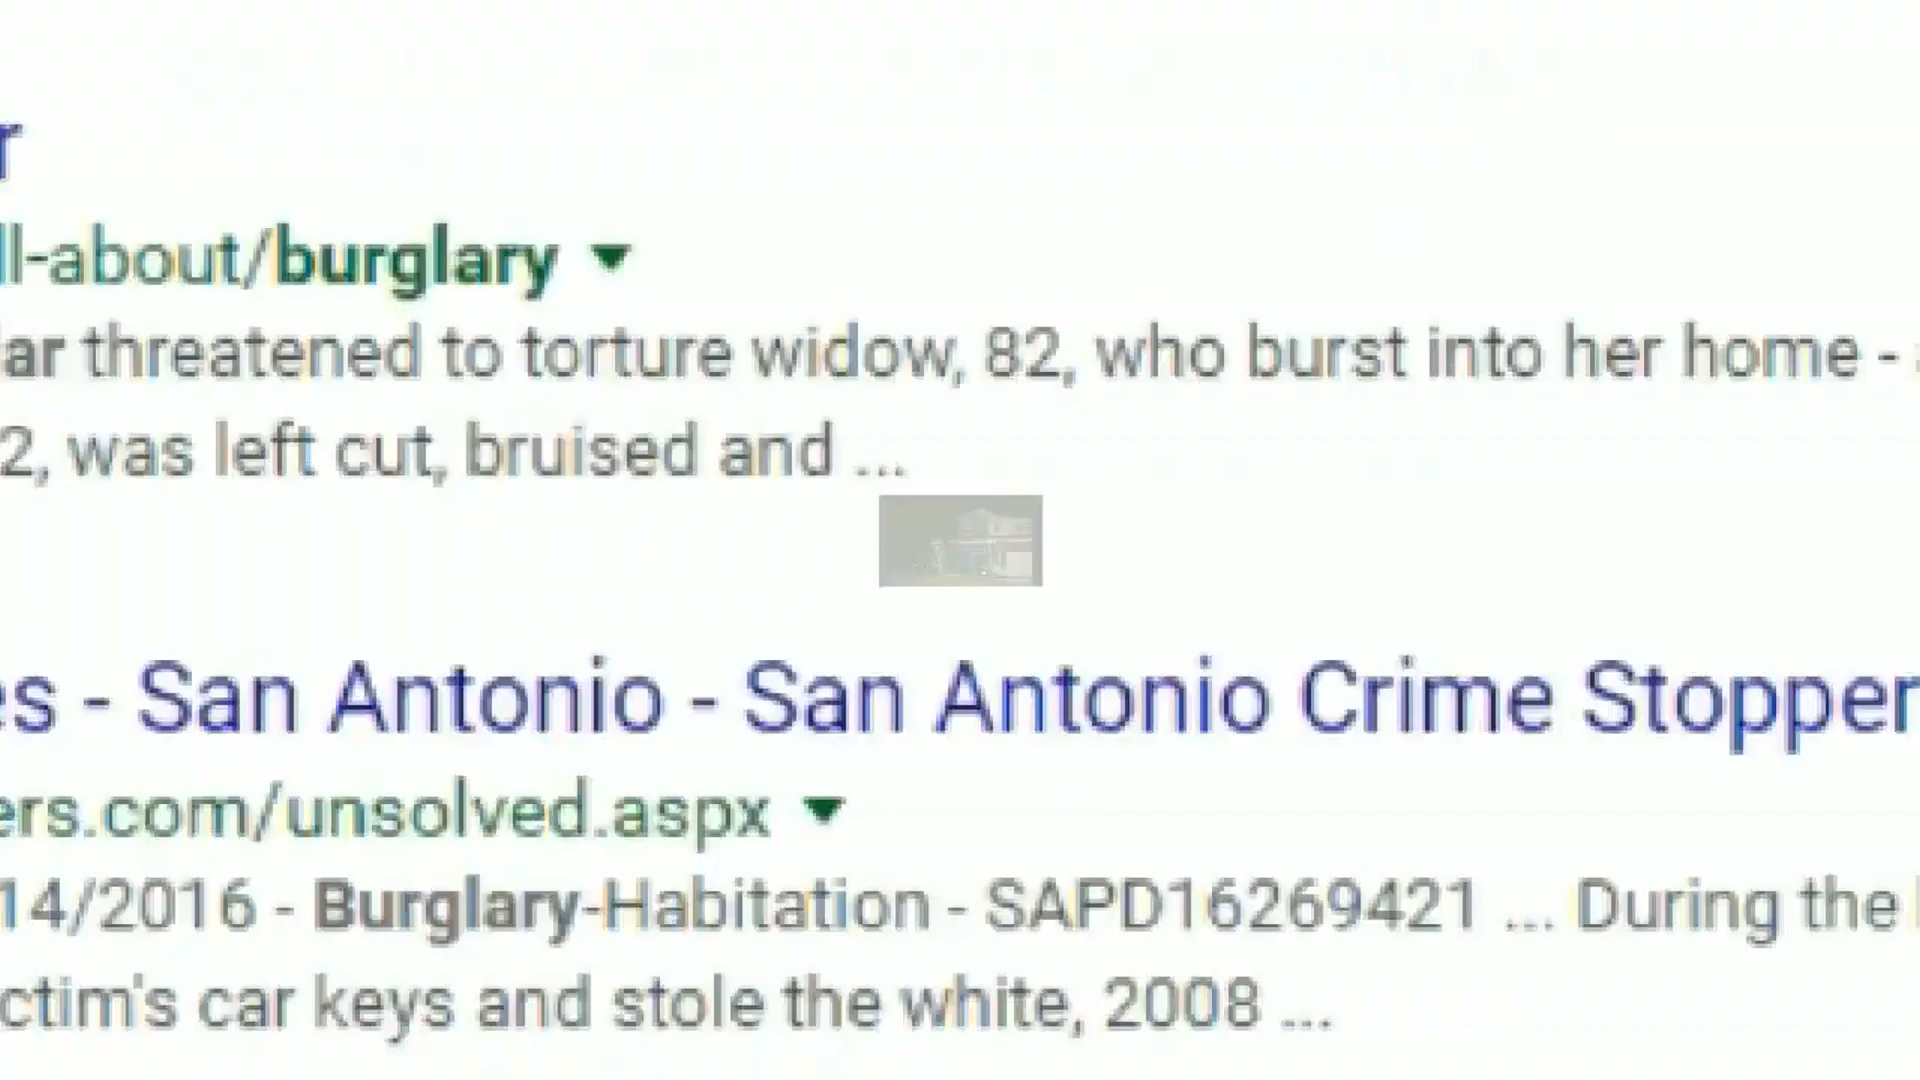 r
ll-about/burglary
ar threatened to torture widow, 82, who burst into her home -
2, was left cut, bruised and ...
es - San Antonio - San Antonio Crime Stopper
ers.com/unsolved.aspx
14/2016 - Burglary-Habitation - SAPD16269421 ... During the
ctim's car keys and stole the white, 2008 ...